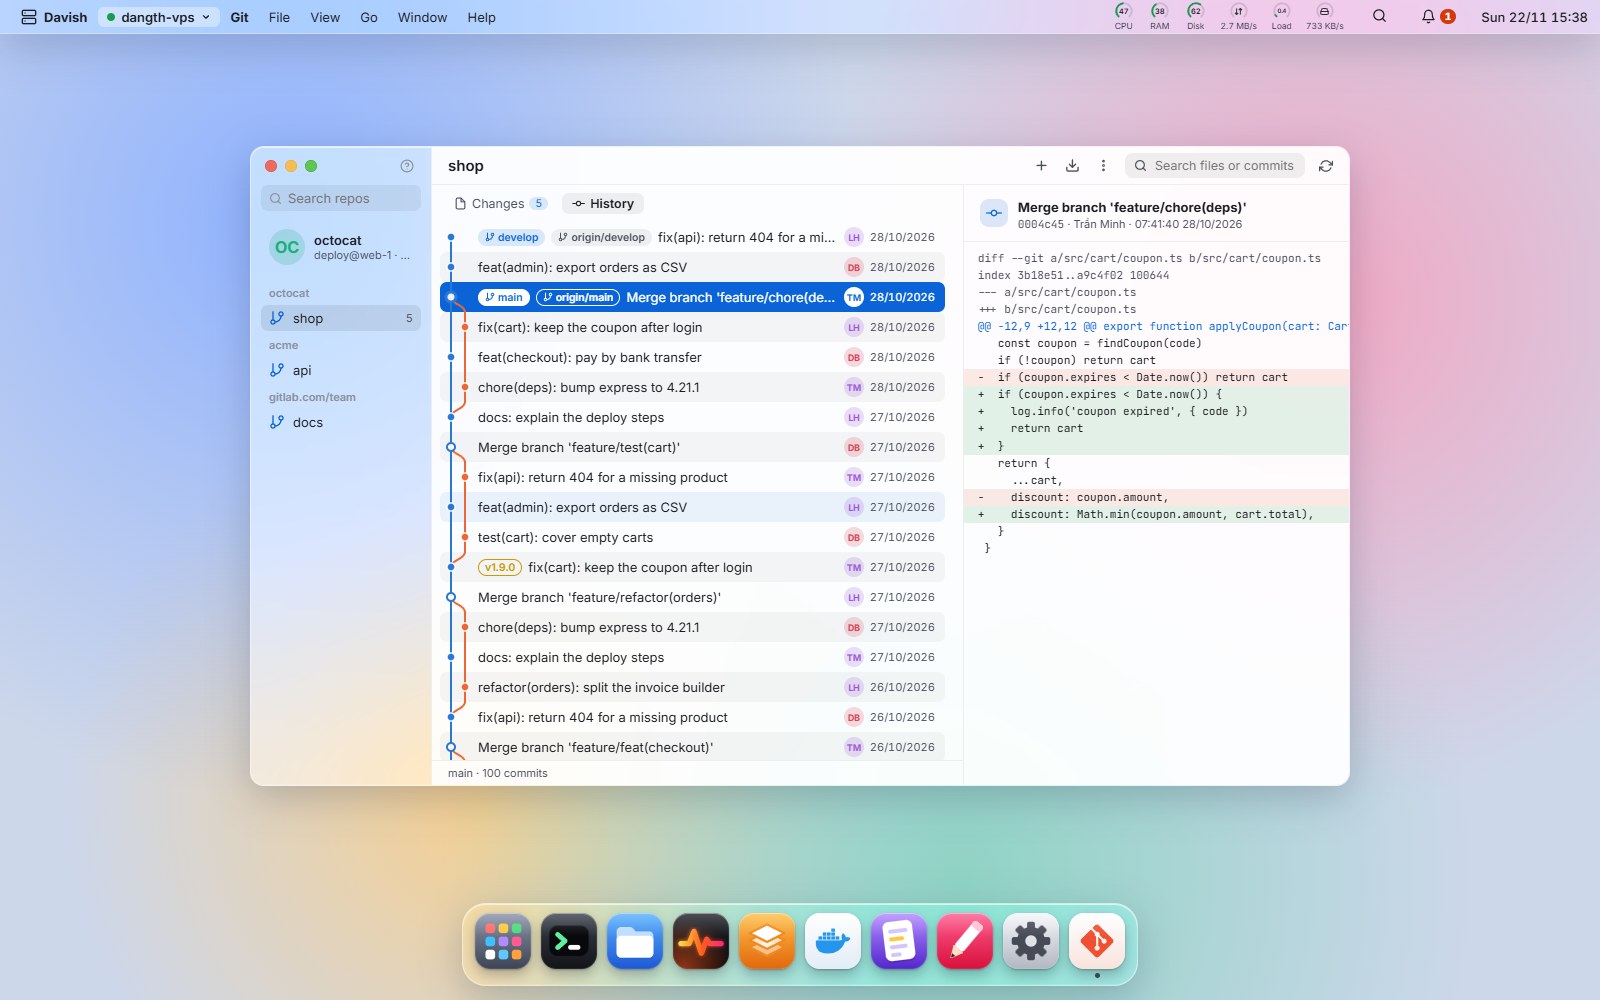 Davish dangth-vps Git File View Go Window Help
47 CPU
38 RAM
62 Disk
2.7 MB/s
0.4 Load
733 KB/s
1
Sun 22/11 15:38
Search repos
OC
octocat
deploy@web-1 · ...
octocat
shop 5
acme
api
gitlab.com/team
docs
shop
Search files or commits
Changes 5 History
develop origin/develop fix(api): return 404 for a mi... LH 28/10/2026
feat(admin): export orders as CSV DB 28/10/2026
main origin/main Merge branch 'feature/chore(de... TM 28/10/2026
fix(cart): keep the coupon after login LH 28/10/2026
feat(checkout): pay by bank transfer DB 28/10/2026
chore(deps): bump express to 4.21.1 TM 28/10/2026
docs: explain the deploy steps LH 27/10/2026
Merge branch 'feature/test(cart)' DB 27/10/2026
fix(api): return 404 for a missing product TM 27/10/2026
feat(admin): export orders as CSV LH 27/10/2026
test(cart): cover empty carts DB 27/10/2026
v1.9.0 fix(cart): keep the coupon after login TM 27/10/2026
Merge branch 'feature/refactor(orders)' LH 27/10/2026
chore(deps): bump express to 4.21.1 DB 27/10/2026
docs: explain the deploy steps TM 27/10/2026
refactor(orders): split the invoice builder LH 26/10/2026
fix(api): return 404 for a missing product DB 26/10/2026
Merge branch 'feature/feat(checkout)' TM 26/10/2026
main · 100 commits
Merge branch 'feature/chore(deps)'
0004c45 · Trần Minh · 07:41:40 28/10/2026
diff --git a/src/cart/coupon.ts b/src/cart/coupon.ts
index 3b18e51..a9c4f02 100644
--- a/src/cart/coupon.ts
+++ b/src/cart/coupon.ts
@@ -12,9 +12,12 @@ export function applyCoupon(cart: Car
const coupon = findCoupon(code)
if (!coupon) return cart
- if (coupon.expires < Date.now()) return cart
+ if (coupon.expires < Date.now()) {
+ log.info('coupon expired', { code })
+ return cart
+ }
return {
...cart,
- discount: coupon.amount,
+ discount: Math.min(coupon.amount, cart.total),
}
}